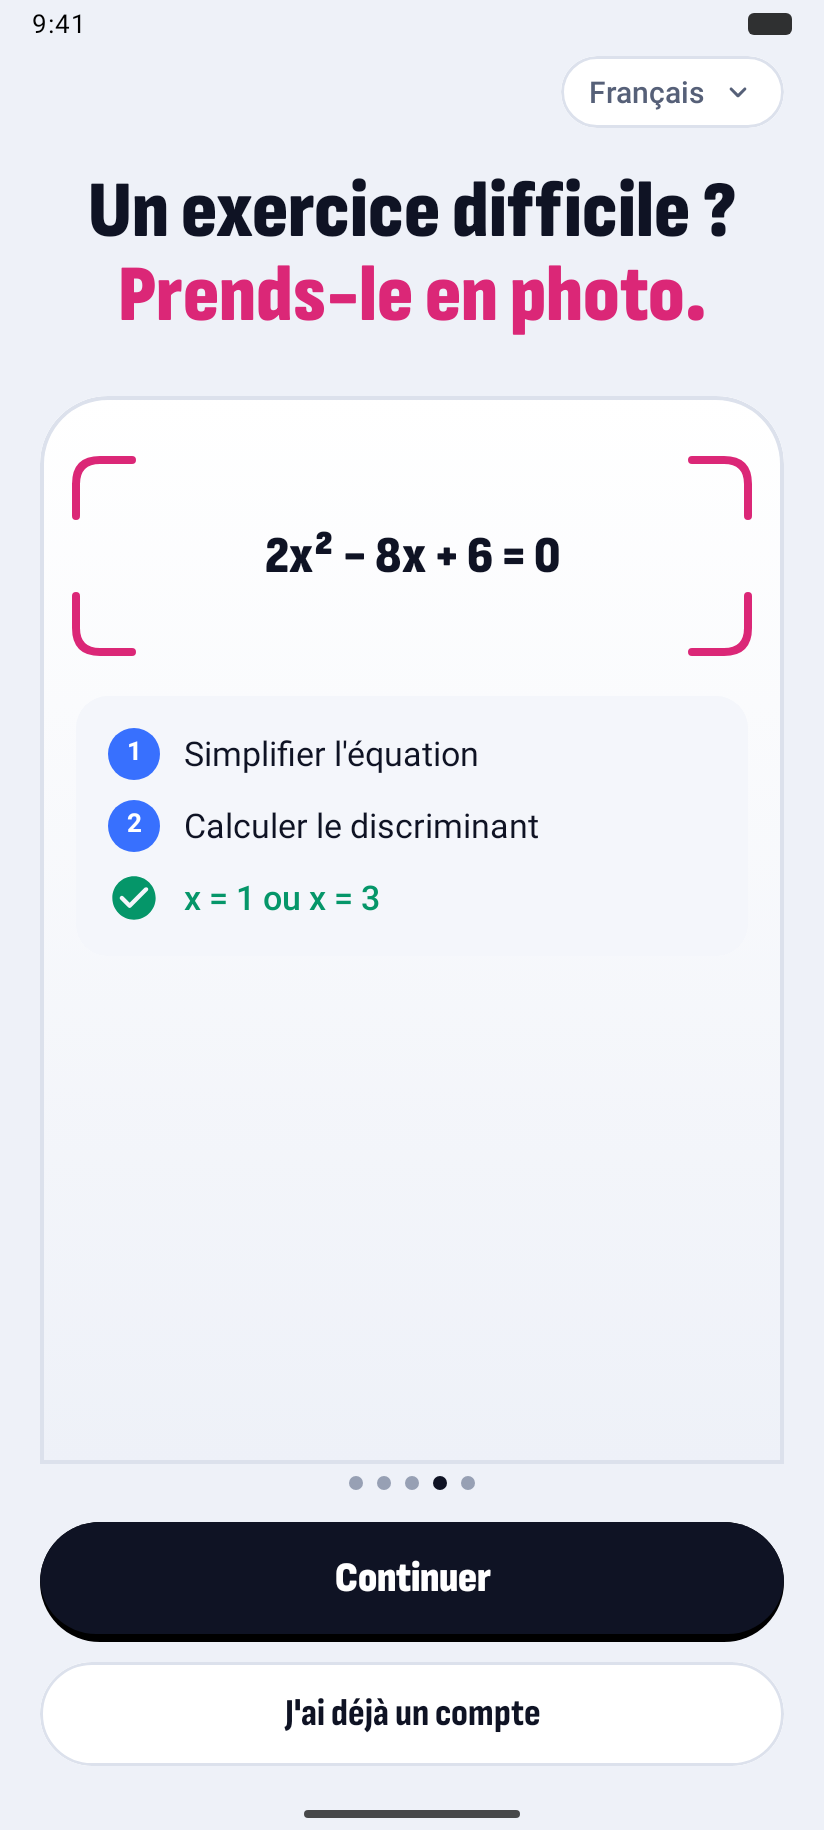 9:41
Français
Un exercice difficile ?
Prends-le en photo.
2x² - 8x + 6 = 0
1 Simplifier l'équation
2 Calculer le discriminant
x = 1 ou x = 3
Continuer
J'ai déjà un compte